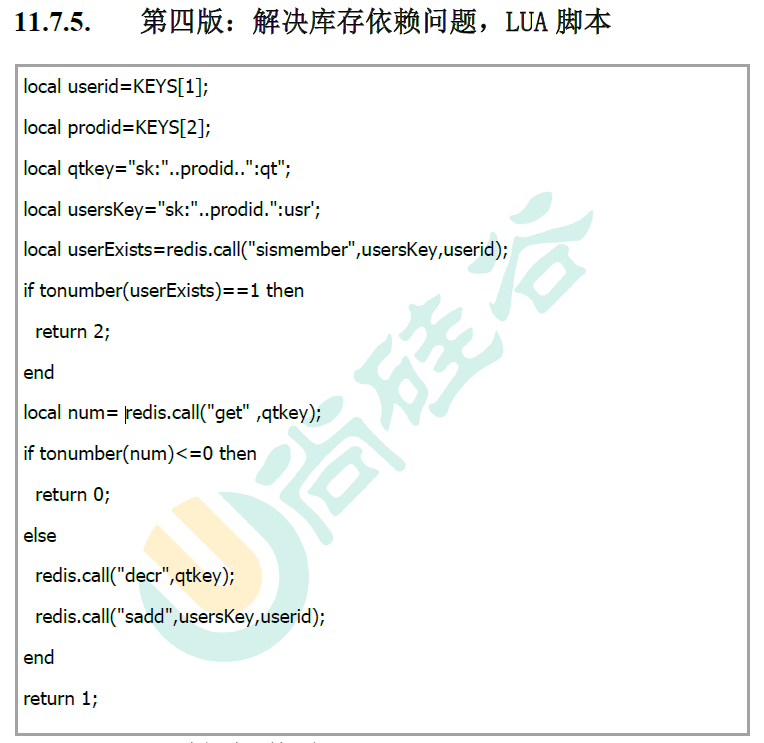 11.7.5. 第四版：解决库存依赖问题，LUA 脚本
local userid=KEYS[1];
local prodid=KEYS[2];
local qtkey="sk:"..prodid..":qt";
local usersKey="sk:"..prodid.":usr';
local userExists=redis.call("sismember",usersKey,userid);
if tonumber(userExists)==1 then
return 2;
end
local num= redis.call("get" ,qtkey);
if tonumber(num)<=0 then
return 0;
else
redis.call("decr",qtkey);
redis.call("sadd",usersKey,userid);
end
return 1;
尚硅谷